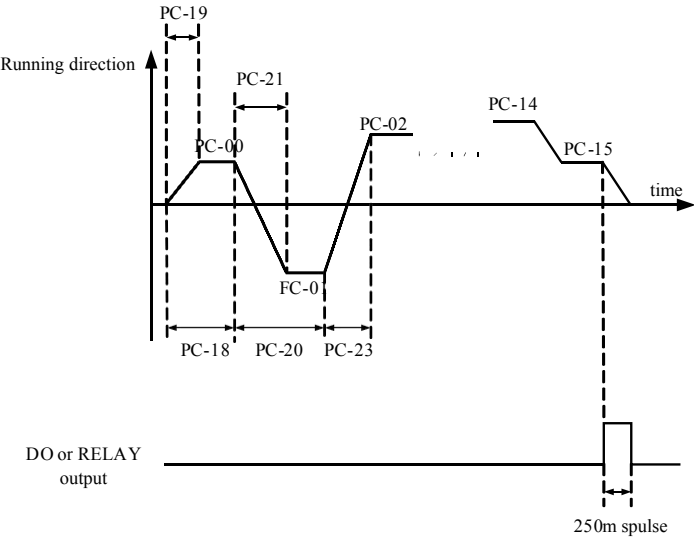 PC-19
Running direction
PC-21
PC-00
PC-02
PC-14
PC-15
time
FC-0
PC-18
PC-20
PC-23
DO or RELAY
output
250m spulse